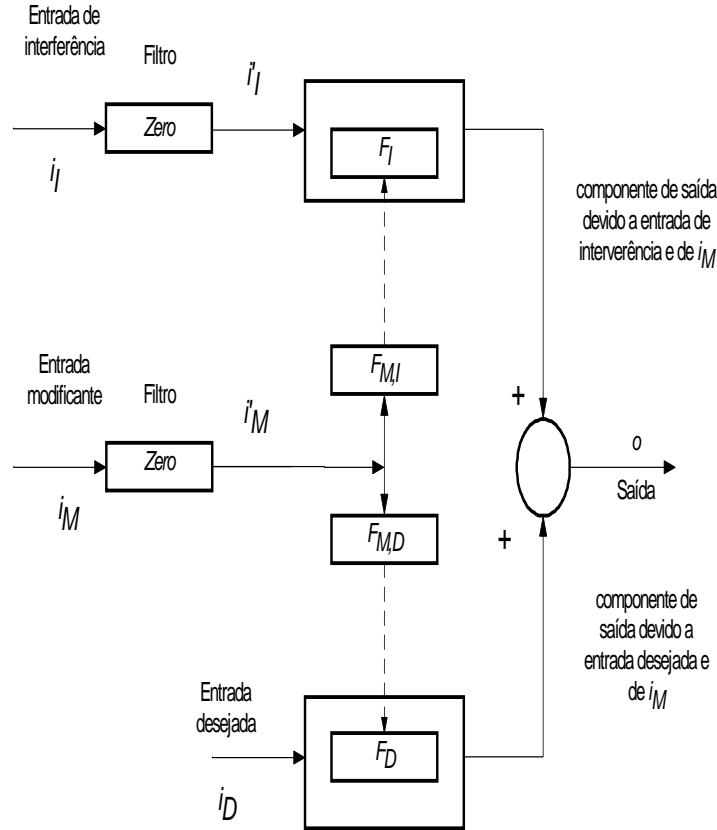 Entrada de
interferência
Filtro
i'I
Zero
iI
FI
componente de saída
devido a entrada de
interverência e de iM
Entrada
modificante
Filtro
i'M
FM,I
Zero
iM
+
o
Saída
FM,D
+
componente de
saída devido a
entrada desejada e
de iM
Entrada
desejada
FD
iD